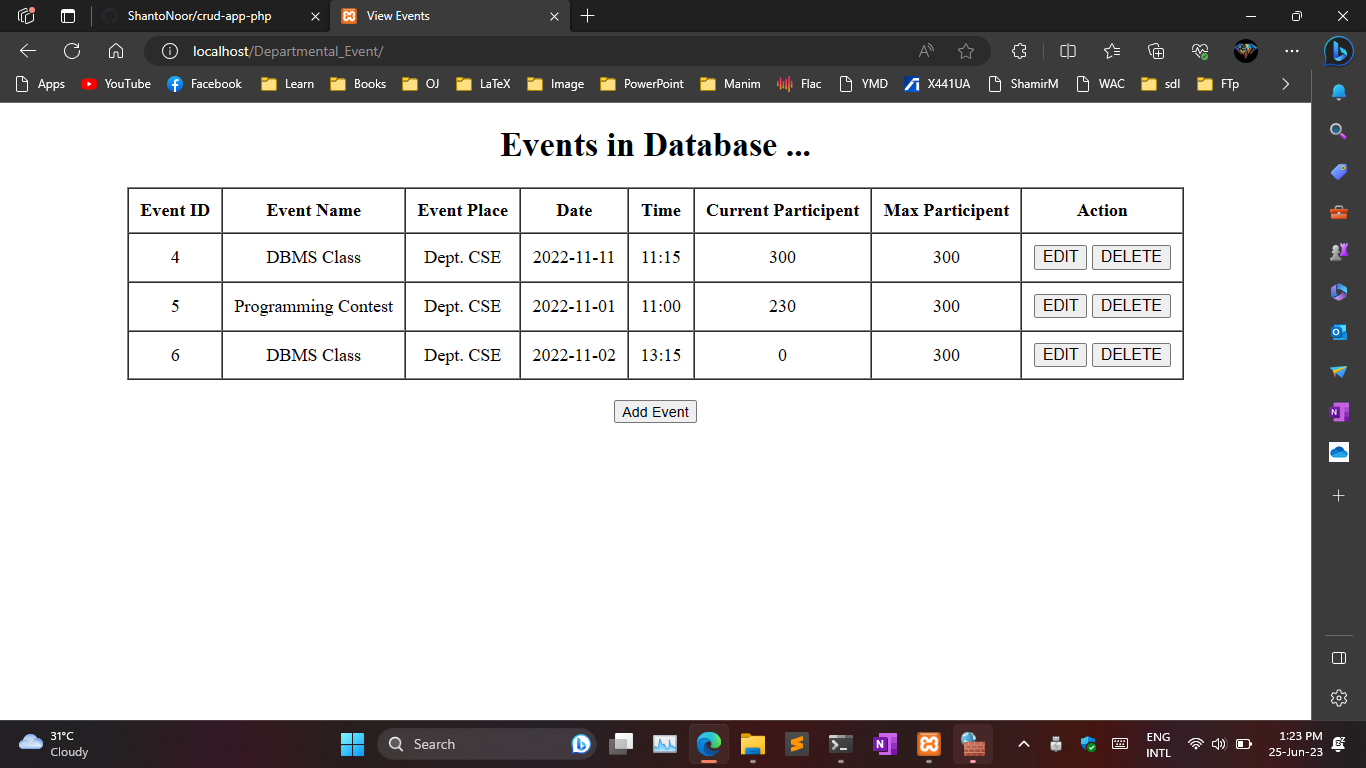 ShantoNoor/crud-app-php View Events
localhost/Departmental_Event/
Apps YouTube Facebook Learn Books OJ LaTeX Image PowerPoint Manim Flac YMD X441UA ShamirM WAC sdl FTp
Events in Database ...
Event ID Event Name Event Place Date Time Current Participent Max Participent Action
4 DBMS Class Dept. CSE 2022-11-11 11:15 300 300 EDIT DELETE
5 Programming Contest Dept. CSE 2022-11-01 11:00 230 300 EDIT DELETE
6 DBMS Class Dept. CSE 2022-11-02 13:15 0 300 EDIT DELETE
Add Event
31°C
Cloudy
Search
ENG
INTL
1:23 PM
25-Jun-23